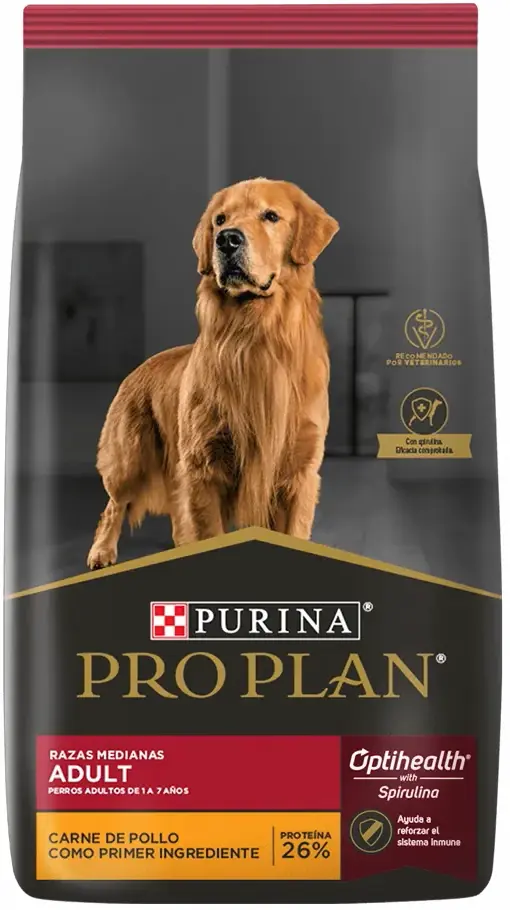 RECOMENDADO
POR VETERINARIOS
Con spirulina.
Eficacia comprobada.
PURINA®
PRO PLAN®
RAZAS MEDIANAS
ADULT
PERROS ADULTOS DE 1 A 7 AÑOS
Optihealth®
with
Spirulina
CARNE DE POLLO
COMO PRIMER INGREDIENTE
PROTEÍNA
26%
Ayuda a
reforzar el
sistema inmune